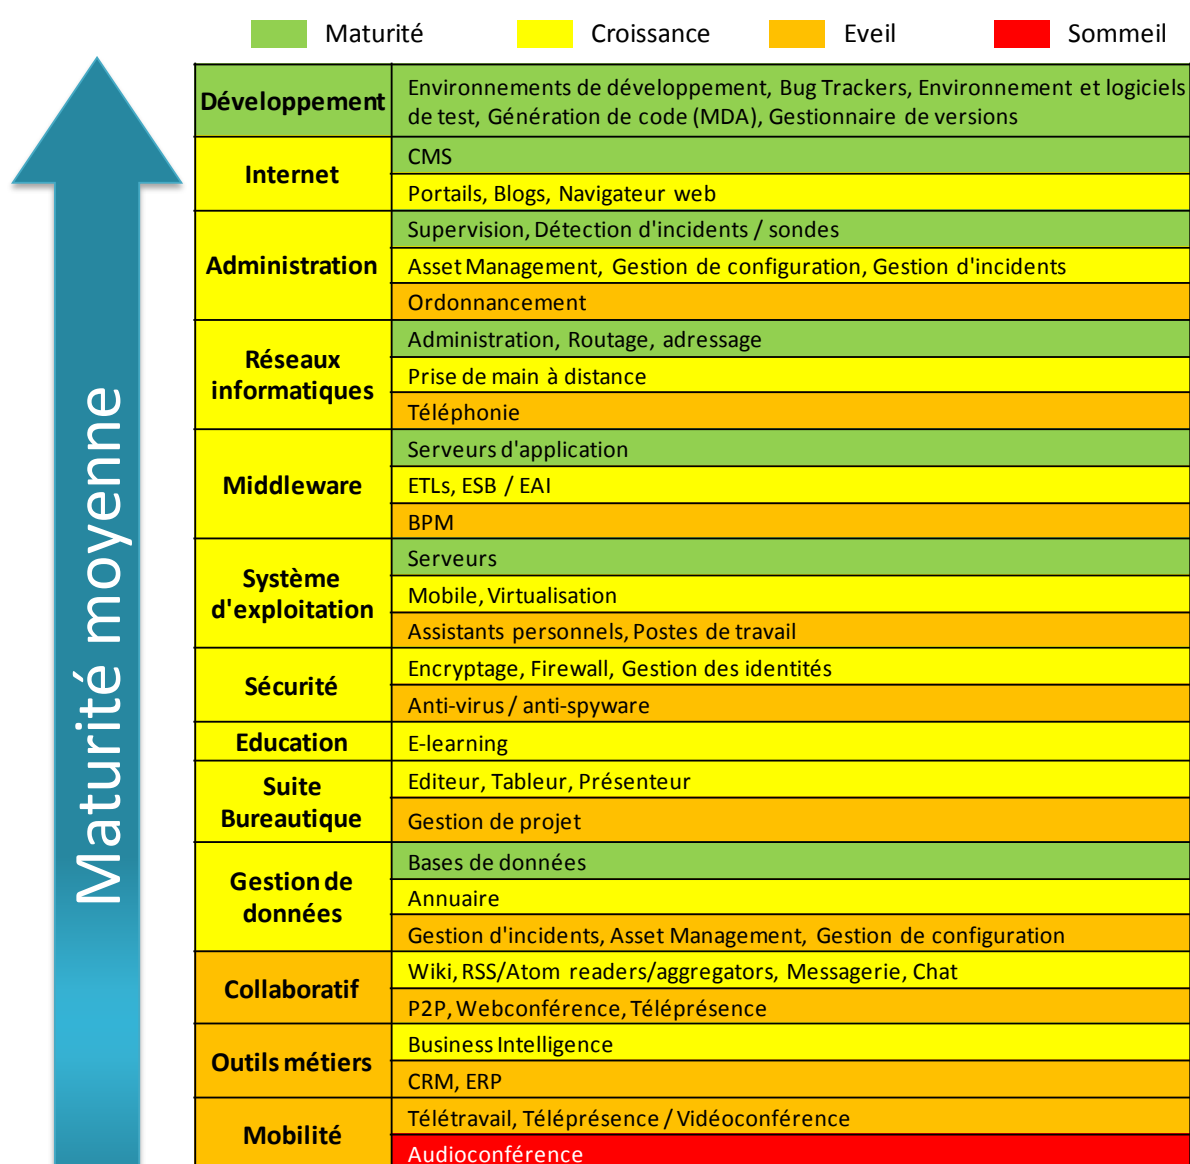 Maturité
Croissance
Eveil
Sommeil
Maturité moyenne
Développement
Environnements de développement, Bug Trackers, Environnement et logiciels
de test, Génération de code (MDA), Gestionnaire de versions
Internet
CMS
Portails, Blogs, Navigateur web
Administration
Supervision, Détection d'incidents / sondes
Asset Management, Gestion de configuration, Gestion d'incidents
Ordonnancement
Réseaux
informatiques
Administration, Routage, adressage
Prise de main à distance
Téléphonie
Middleware
Serveurs d'application
ETLs, ESB / EAI
BPM
Système
d'exploitation
Serveurs
Mobile, Virtualisation
Assistants personnels, Postes de travail
Sécurité
Encryptage, Firewall, Gestion des identités
Anti-virus / anti-spyware
Education
E-learning
Suite
Bureautique
Editeur, Tableur, Présenteur
Gestion de projet
Gestion de
données
Bases de données
Annuaire
Gestion d'incidents, Asset Management, Gestion de configuration
Collaboratif
Wiki, RSS/Atom readers/aggregators, Messagerie, Chat
P2P, Webconférence, Téléprésence
Outils métiers
Business Intelligence
CRM, ERP
Mobilité
Télétravail, Téléprésence / Vidéoconférence
Audioconférence